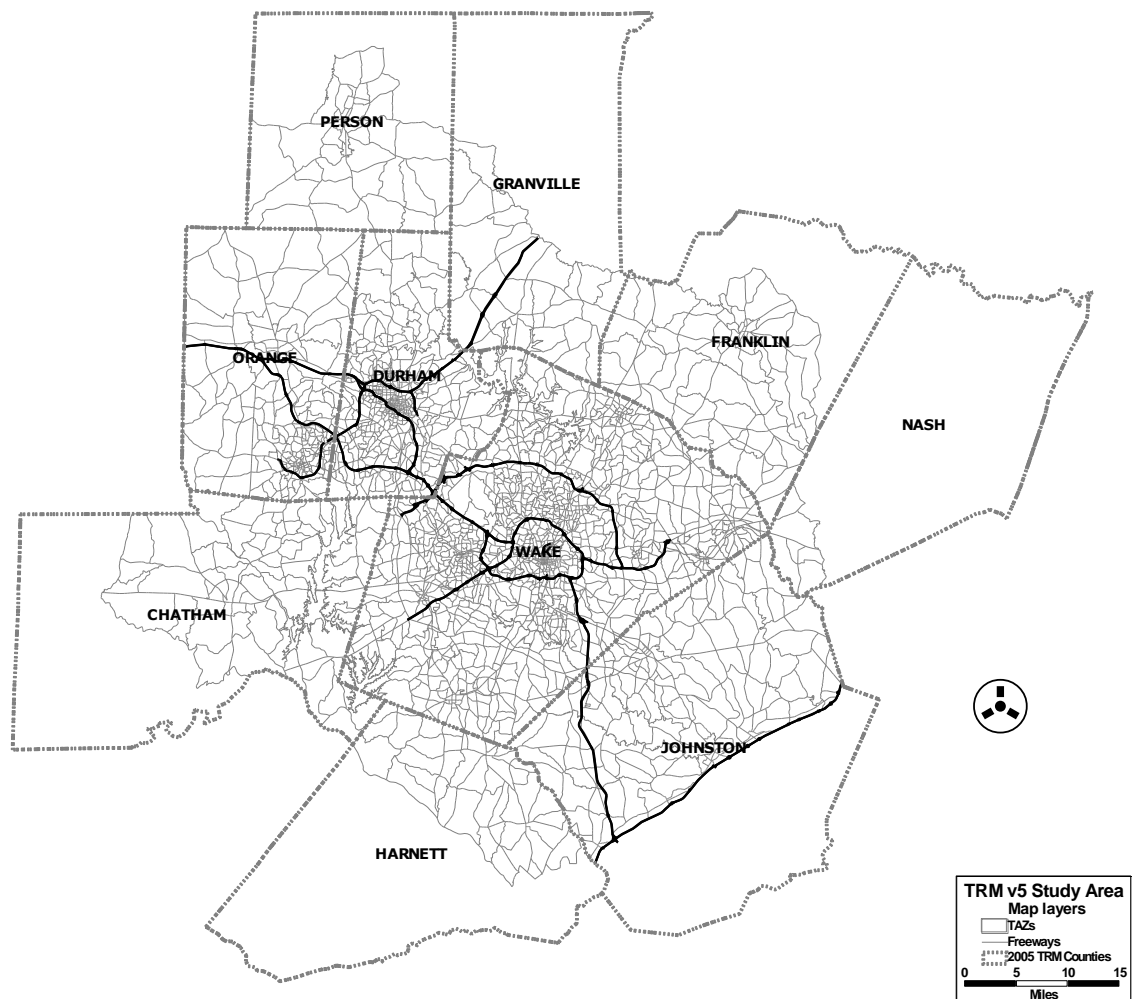 PERSON
GRANVILLE
FRANKLIN
ORANGE
DURHAM
NASH
WAKE
CHATHAM
JOHNSTON
HARNETT
TRM v5 Study Area
Map layers
TAZs
Freeways
2005 TRM Counties
0 5 10 15
Miles